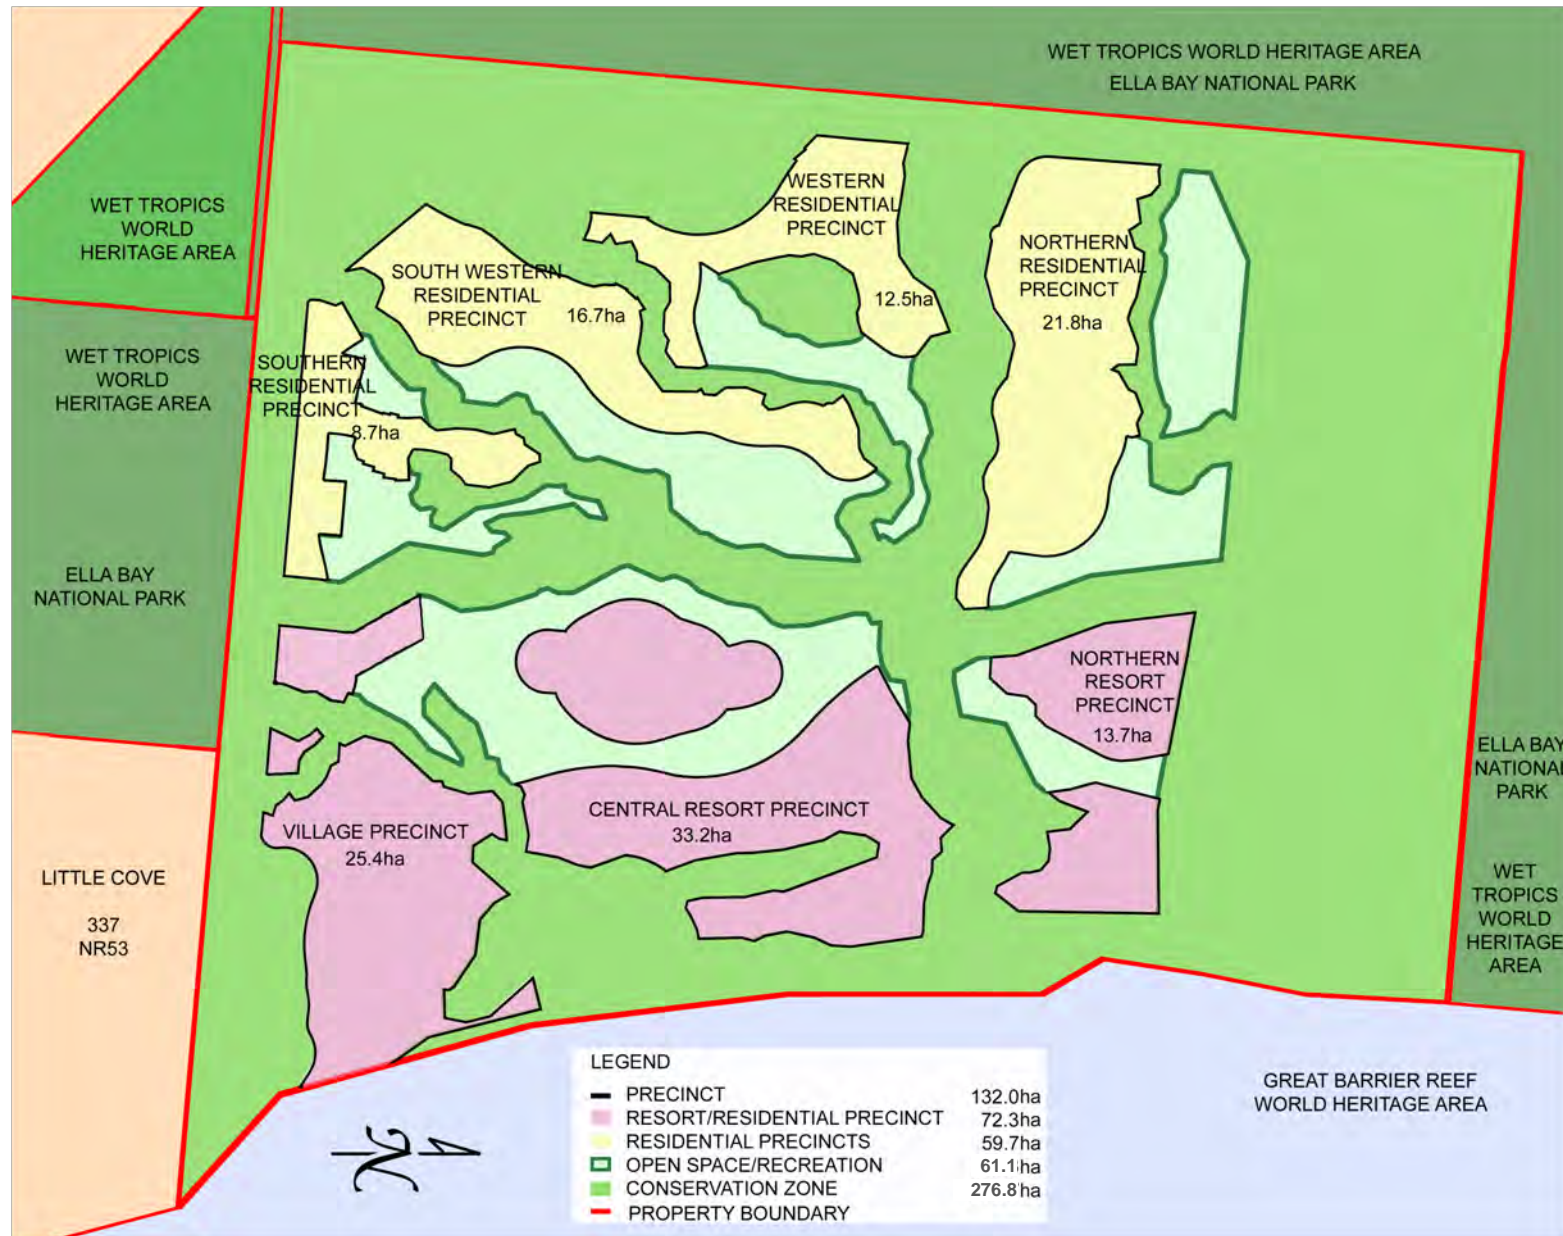 WET TROPICS WORLD HERITAGE AREA
ELLA BAY NATIONAL PARK
WET TROPICS
WORLD
HERITAGE AREA
WESTERN
RESIDENTIAL
PRECINCT
12.5ha
NORTHERN
RESIDENTIAL
PRECINCT
21.8ha
SOUTH WESTERN
RESIDENTIAL
PRECINCT
16.7ha
WET TROPICS
WORLD
HERITAGE AREA
SOUTHERN
RESIDENTIAL
PRECINCT
8.7ha
ELLA BAY
NATIONAL PARK
NORTHERN
RESORT
PRECINCT
13.7ha
ELLA BAY
NATIONAL
PARK
CENTRAL RESORT PRECINCT
33.2ha
VILLAGE PRECINCT
25.4ha
LITTLE COVE
337
NR53
WET
TROPICS
WORLD
HERITAGE
AREA
LEGEND
PRECINCT 132.0ha
RESORT/RESIDENTIAL PRECINCT 72.3ha
RESIDENTIAL PRECINCTS 59.7ha
OPEN SPACE/RECREATION 61.1ha
CONSERVATION ZONE 276.8ha
PROPERTY BOUNDARY
GREAT BARRIER REEF
WORLD HERITAGE AREA